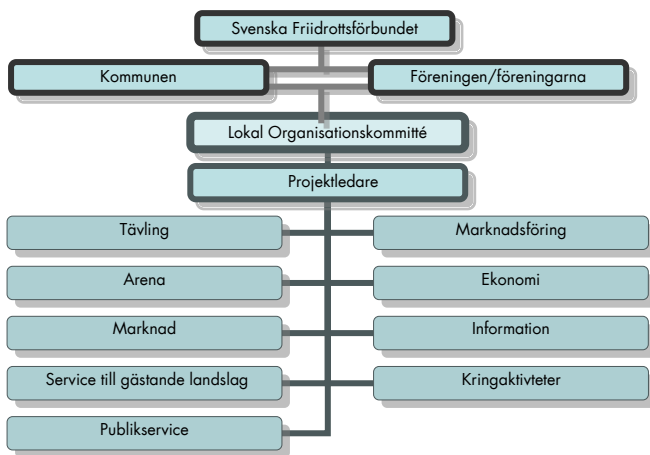 Svenska Friidrottsförbundet
Kommunen
Föreningen/föreningarna
Lokal Organisationskommitté
Projektledare
Tävling
Marknadsföring
Arena
Ekonomi
Marknad
Information
Service till gästande landslag
Kringaktivteter
Publikservice